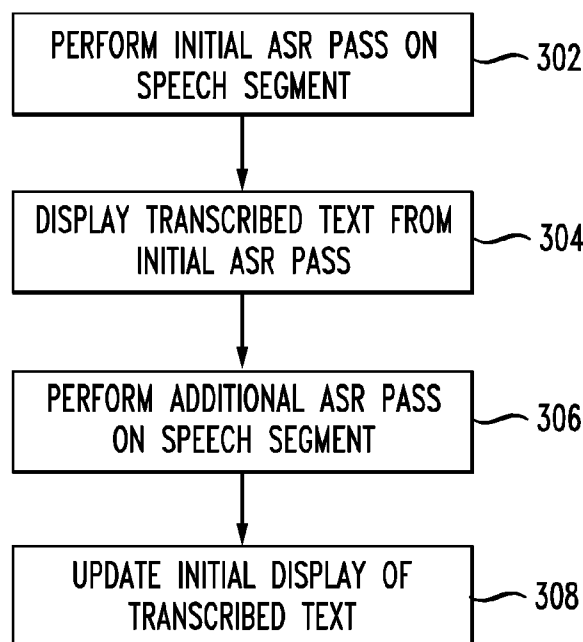 PERFORM INITIAL ASR PASS ON
SPEECH SEGMENT
302
DISPLAY TRANSCRIBED TEXT FROM
INITIAL ASR PASS
304
PERFORM ADDITIONAL ASR PASS
ON SPEECH SEGMENT
306
UPDATE INITIAL DISPLAY OF
TRANSCRIBED TEXT
308